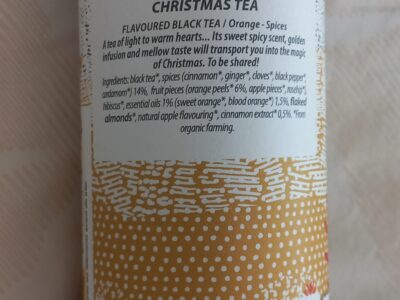 CHRISTMAS TEA
FLAVOURED BLACK TEA / Orange - Spices
A tea of light to warm hearts... Its sweet spicy scent, golden
infusion and mellow taste will transport you into the magic
of Christmas. To be shared!
Ingredients: black tea*, spices (cinnamon*, ginger*, cloves*, black pepper*,
cardamom*) 14%, fruit pieces (orange peels* 6%, apple pieces*, rosehip*),
hibiscus*, essential oils 1% (sweet orange*, blood orange*) 1,5%, flaked
almonds*, natural apple flavouring*, cinnamon extract* 0,5%. *From
organic farming.